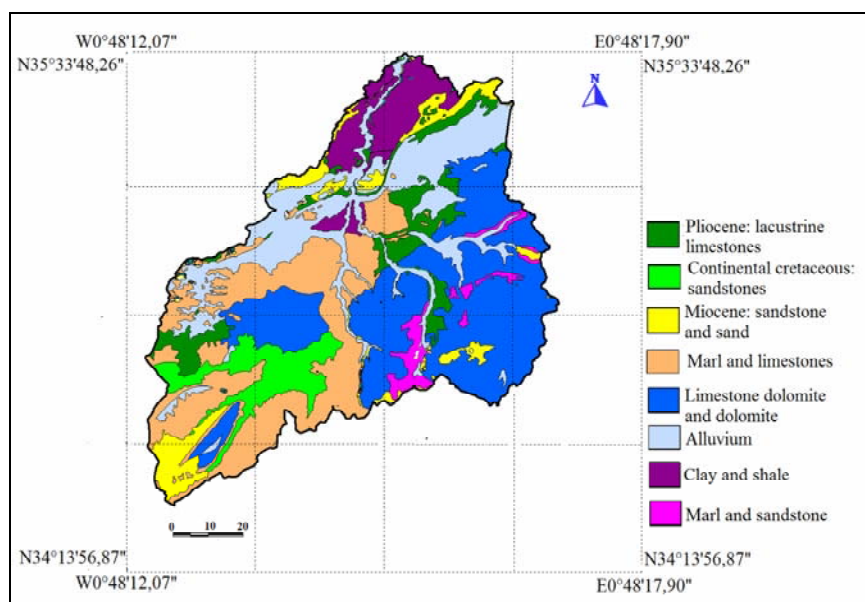 W0°48'12,07" E0°48'17,90"
N35°33'48,26" N35°33'48,26"
N
Pliocene: lacustrine
limestones
Continental cretaceous:
sandstones
Miocene: sandstone
and sand
Marl and limestones
Limestone dolomite
and dolomite
Alluvium
Clay and shale
Marl and sandstone
0 10 20
N34°13'56,87" N34°13'56,87"
W0°48'12,07" E0°48'17,90"